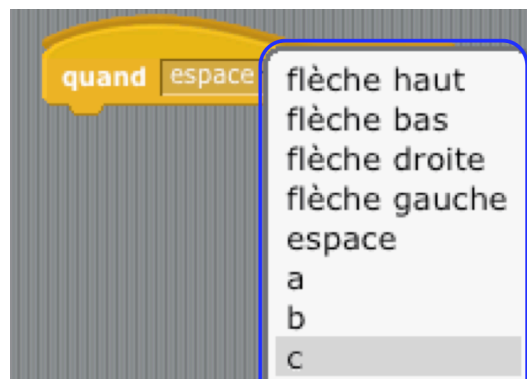 quand espace
flèche haut
flèche bas
flèche droite
flèche gauche
espace
a
b
c